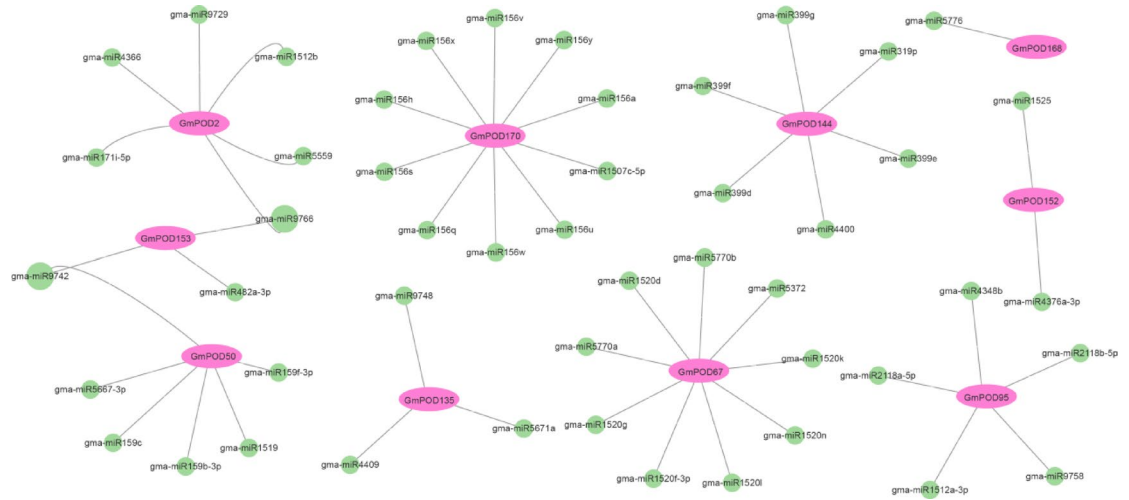 gma-miR9729
gma-miR4366
gma-miR1512b
GmPOD2
gma-miR171i-5p
gma-miR5559
gma-miR9766
GmPOD153
gma-miR9742
gma-miR482a-3p
GmPOD50
gma-miR159f-3p
gma-miR5667-3p
gma-miR159c
gma-miR1519
gma-miR159b-3p
gma-miR156v
gma-miR156x
gma-miR156y
gma-miR156h
gma-miR156a
GmPOD170
gma-miR156s
gma-miR1507c-5p
gma-miR156q
gma-miR156u
gma-miR156w
gma-miR9748
GmPOD135
gma-miR5671a
gma-miR4409
gma-miR399g
gma-miR319p
gma-miR399f
GmPOD144
gma-miR399e
gma-miR399d
gma-miR4400
gma-miR5770b
gma-miR1520d
gma-miR5372
gma-miR5770a
gma-miR1520k
GmPOD67
gma-miR1520g
gma-miR1520n
gma-miR1520f-3p
gma-miR1520l
gma-miR5776
GmPOD168
gma-miR1525
GmPOD152
gma-miR4376a-3p
gma-miR4348b
gma-miR2118b-5p
gma-miR2118a-5p
GmPOD95
gma-miR9758
gma-miR1512a-3p